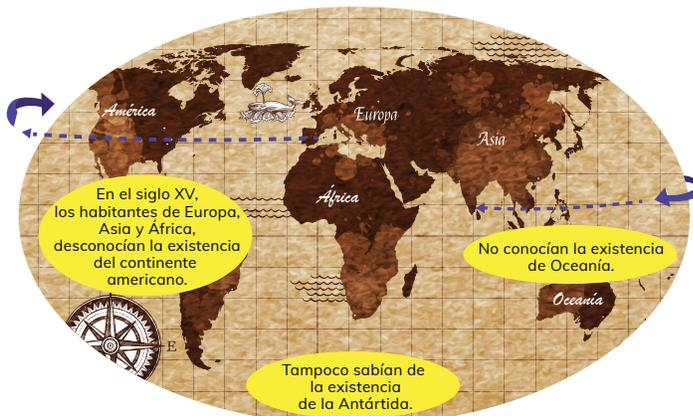 América
Europa
Asia
África
En el siglo XV,
los habitantes de Europa,
Asia y África,
desconocían la existencia
del continente
americano.
No conocían la existencia
de Oceanía.
Oceanía
E
Tampoco sabían de
la existencia
de la Antártida.